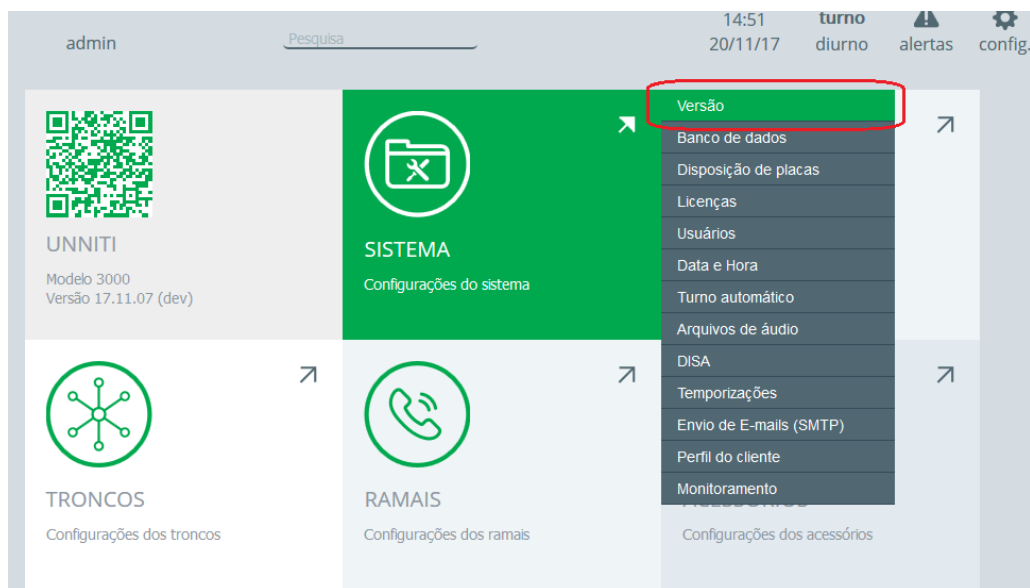 14:51
turno
admin
Pesquisa
20/11/17
diurno
alertas
config.
Versão
Banco de dados
Disposição de placas
Licenças
Usuários
Data e Hora
Turno automático
Arquivos de áudio
DISA
Temporizações
Envio de E-mails (SMTP)
Perfil do cliente
Monitoramento
UNNITI
Modelo 3000
Versão 17.11.07 (dev)
SISTEMA
Configurações do sistema
TRONCOS
Configurações dos troncos
RAMAIS
Configurações dos ramais
Configurações dos acessórios